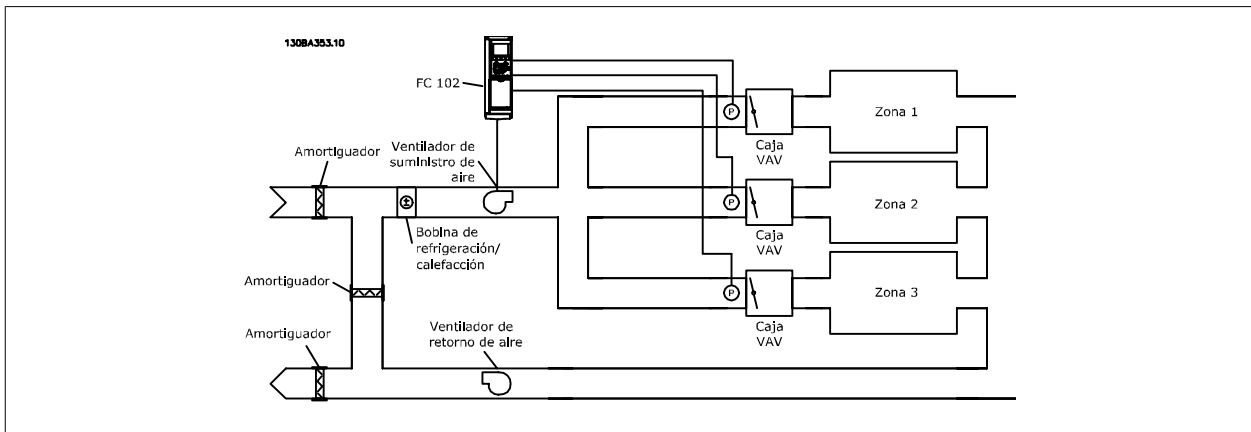 130BA353.10
FC 102
Amortiguador
Ventilador de
suministro de
aire
Bobina de
refrigeración/
calefacción
Amortiguador
Amortiguador
Ventilador de
retorno de aire
P
Caja
VAV
Zona 1
P
Caja
VAV
Zona 2
P
Caja
VAV
Zona 3